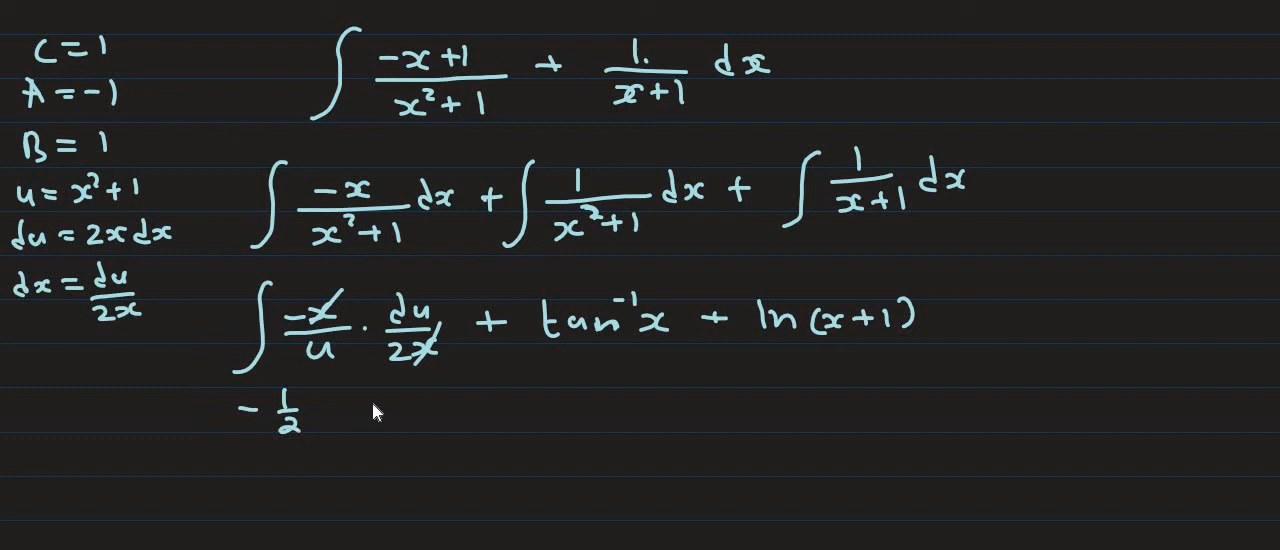 C = 1
A = -1
B = 1
u = x² + 1
du = 2x dx
dx = du/2x
∫ (-x + 1)/(x² + 1) + 1/(x + 1) dx
∫ -x/(x² + 1) dx + ∫ 1/(x² + 1) dx + ∫ 1/(x + 1) dx
∫ -x/u · du/2x + tan⁻¹x + ln(x + 1)
- 1/2